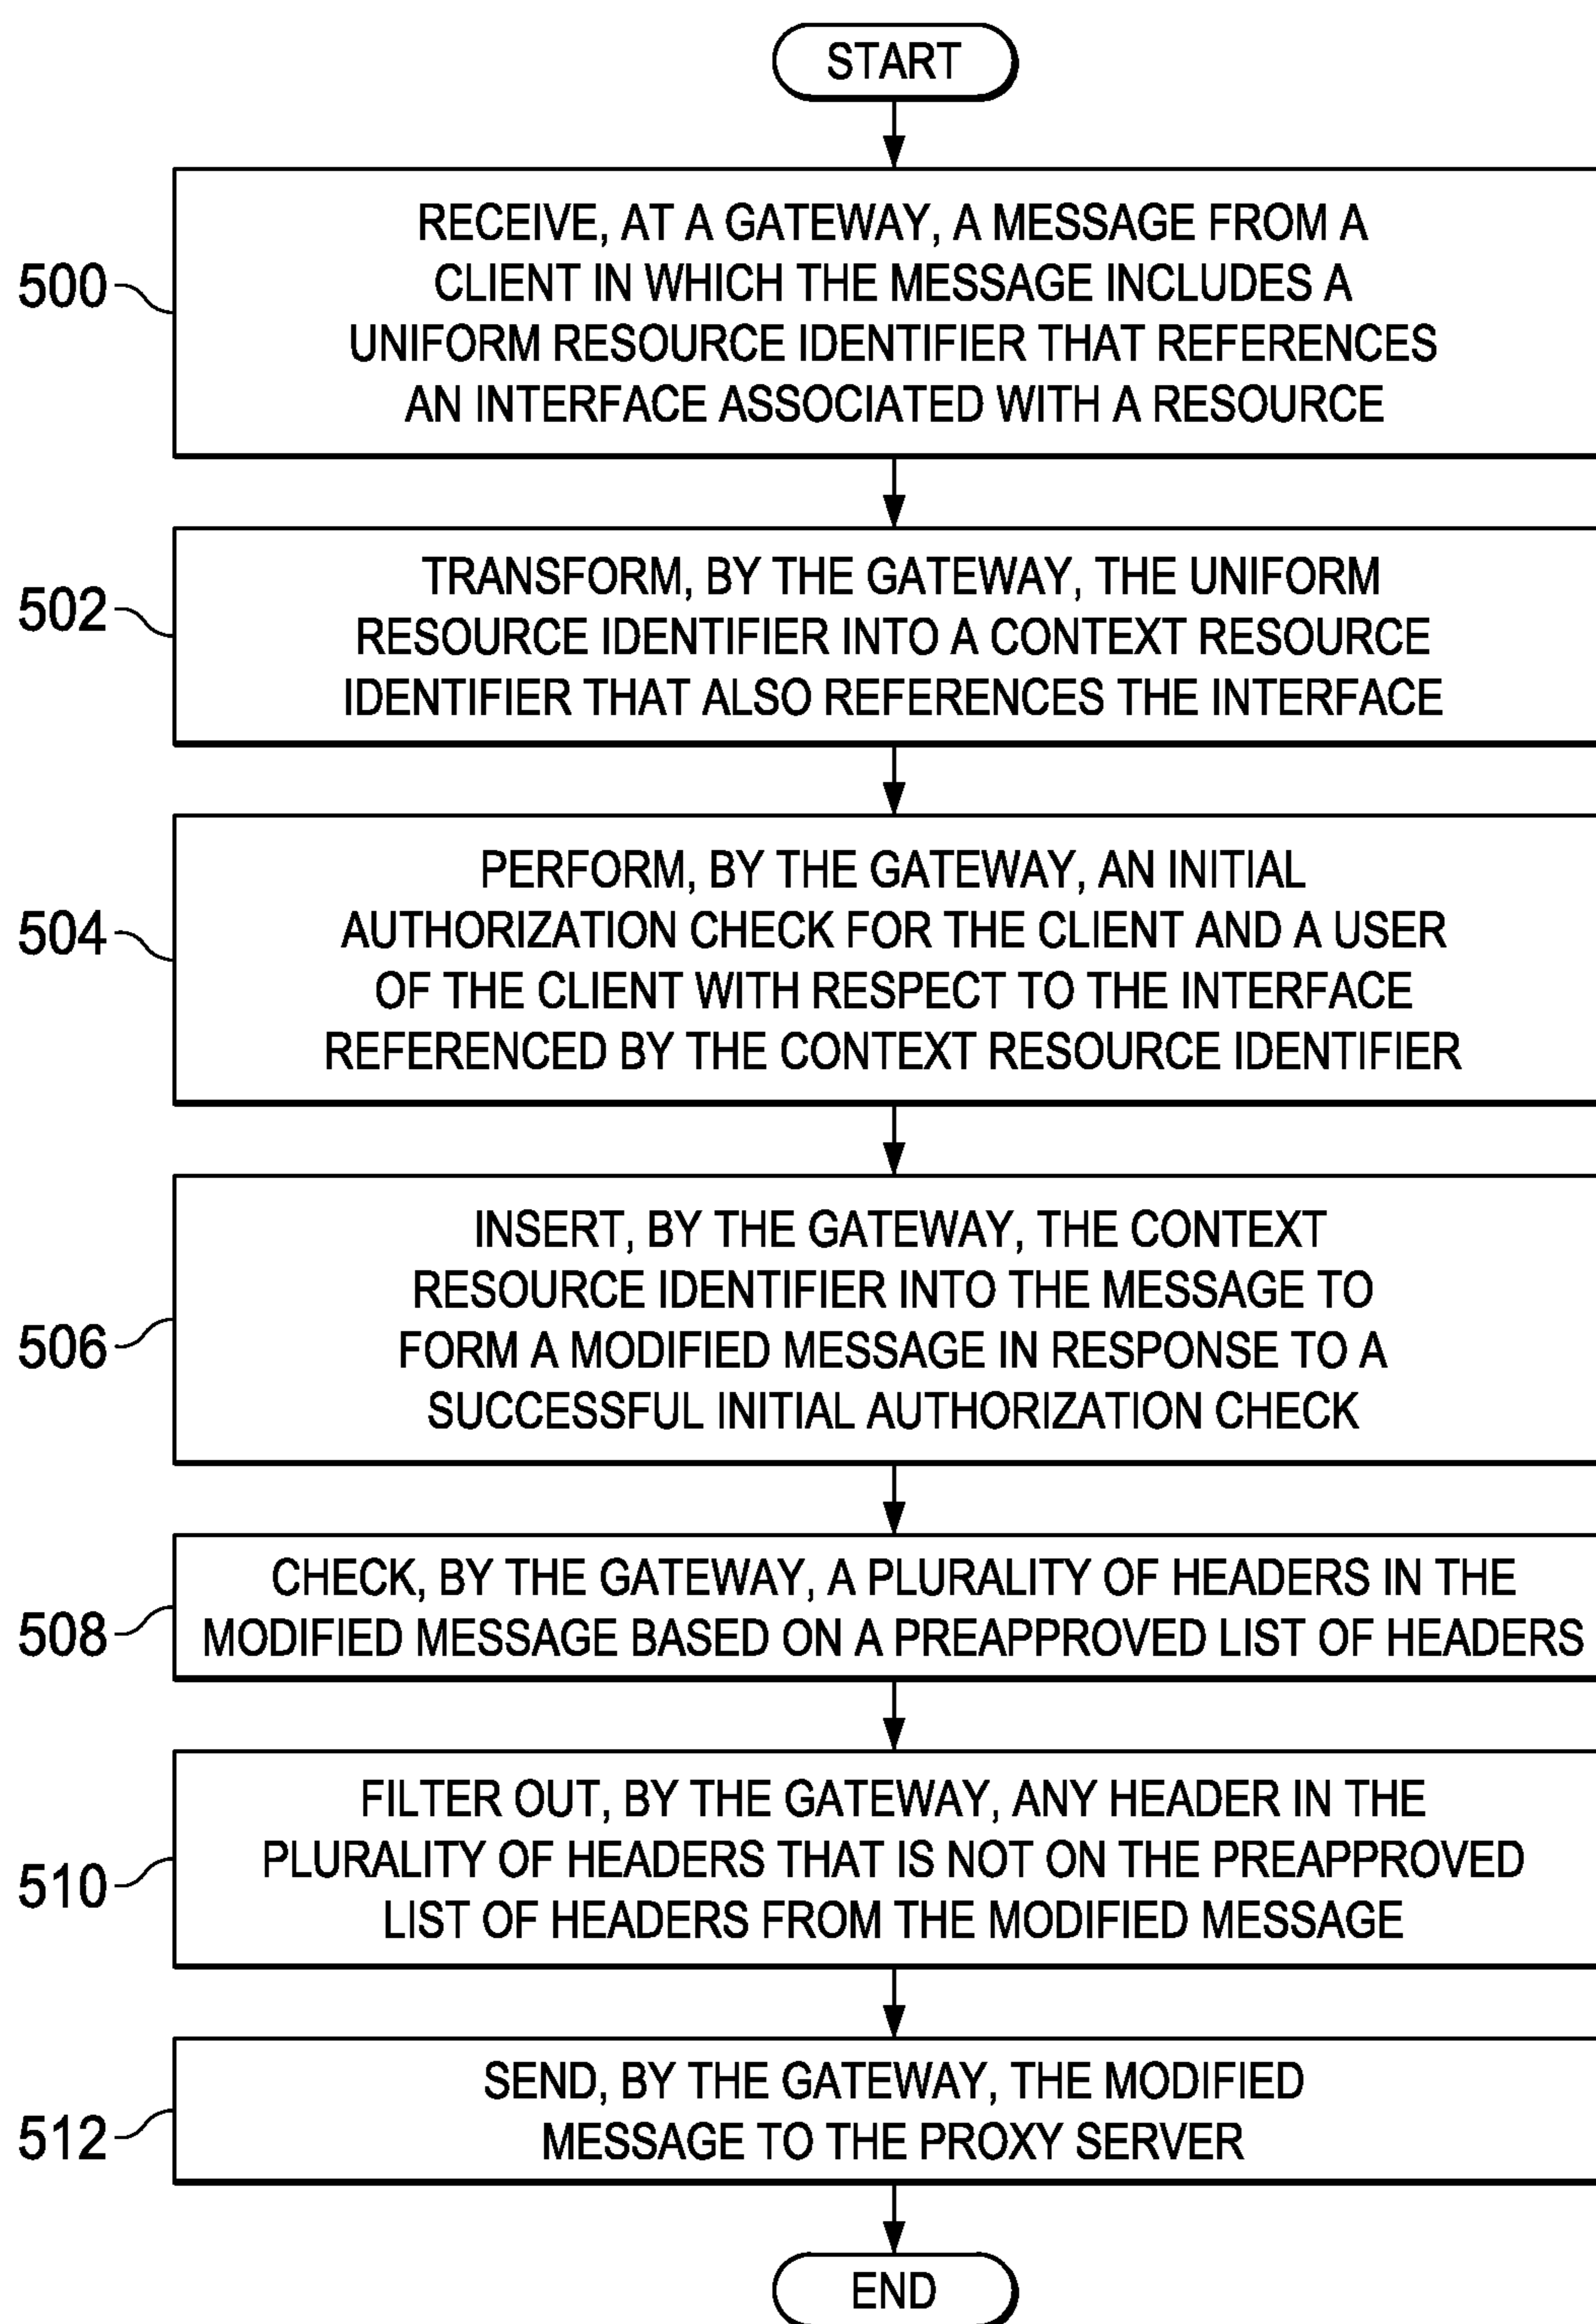 START
500
RECEIVE, AT A GATEWAY, A MESSAGE FROM A
CLIENT IN WHICH THE MESSAGE INCLUDES A
UNIFORM RESOURCE IDENTIFIER THAT REFERENCES
AN INTERFACE ASSOCIATED WITH A RESOURCE
502
TRANSFORM, BY THE GATEWAY, THE UNIFORM
RESOURCE IDENTIFIER INTO A CONTEXT RESOURCE
IDENTIFIER THAT ALSO REFERENCES THE INTERFACE
504
PERFORM, BY THE GATEWAY, AN INITIAL
AUTHORIZATION CHECK FOR THE CLIENT AND A USER
OF THE CLIENT WITH RESPECT TO THE INTERFACE
REFERENCED BY THE CONTEXT RESOURCE IDENTIFIER
506
INSERT, BY THE GATEWAY, THE CONTEXT
RESOURCE IDENTIFIER INTO THE MESSAGE TO
FORM A MODIFIED MESSAGE IN RESPONSE TO A
SUCCESSFUL INITIAL AUTHORIZATION CHECK
508
CHECK, BY THE GATEWAY, A PLURALITY OF HEADERS IN THE
MODIFIED MESSAGE BASED ON A PREAPPROVED LIST OF HEADERS
510
FILTER OUT, BY THE GATEWAY, ANY HEADER IN THE
PLURALITY OF HEADERS THAT IS NOT ON THE PREAPPROVED
LIST OF HEADERS FROM THE MODIFIED MESSAGE
512
SEND, BY THE GATEWAY, THE MODIFIED
MESSAGE TO THE PROXY SERVER
END